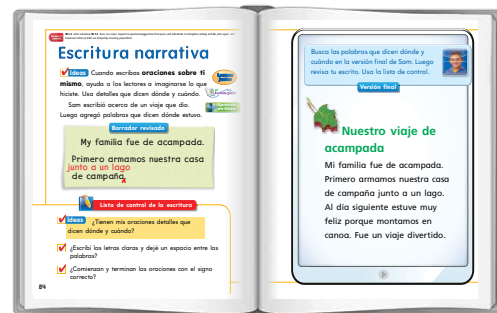 Escritura narrativa
Ideas Cuando escribas oraciones sobre ti
mismo, ayuda a los lectores a imaginarse lo que
hiciste. Usa detalles que dicen dónde y cuándo.
Sam escribió acerca de un viaje que dio.
Luego agregó palabras que dicen dónde estuvo.
Borrador revisado
My familia fue de acampada.
Primero armamos nuestra casa
junto a un lago
de campaña.
Lista de control de la escritura
Ideas ¿Tienen mis oraciones detalles que
dicen dónde y cuándo?
¿Escribí las letras claras y dejé un espacio entre las
palabras?
¿Comienzan y terminan las oraciones con el signo
correcto?
84
Busca las palabras que dicen dónde y
cuándo en la versión final de Sam. Luego
revisa tu escrito. Usa la lista de control.
Versión final
Nuestro viaje de
acampada
Mi familia fue de acampada.
Primero armamos nuestra casa
de campaña junto a un lago.
Al día siguiente estuve muy
feliz porque montamos en
canoa. Fue un viaje divertido.